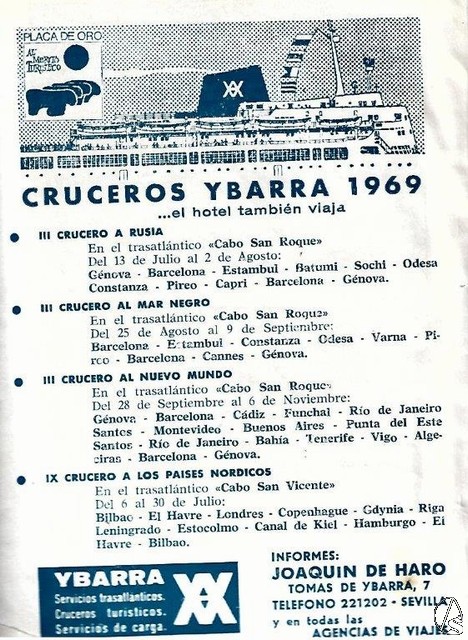 PLACA DE ORO
AL
MERITO
TURISTICO
CRUCEROS YBARRA 1969
...el hotel también viaja
III CRUCERO A RUSIA
En el trasatlántico «Cabo San Roque»
Del 13 de Julio al 2 de Agosto:
Génova - Barcelona - Estambul - Batumi - Sochi - Odesa
Constanza - Pireo - Capri - Barcelona - Génova.
III CRUCERO AL MAR NEGRO
En el trasatlántico «Cabo San Roque»
Del 25 de Agosto al 9 de Septiembre:
Barcelona - Estambul - Constanza - Odesa - Varna - Pi-
reo - Barcelona - Cannes - Génova.
III CRUCERO AL NUEVO MUNDO
En el trasatlántico «Cabo San Roque»
Del 28 de Septiembre al 6 de Noviembre:
Génova - Barcelona - Cádiz - Funchal - Río de Janeiro
Santos - Montevideo - Buenos Aires - Punta del Este
Santos - Río de Janeiro - Bahía - Tenerife - Vigo - Alge-
ciras - Barcelona - Génova.
IX CRUCERO A LOS PAISES NORDICOS
En el trasatlántico «Cabo San Vicente»
Del 6 al 30 de Julio:
Bilbao - El Havre - Londres - Copenhague - Gdynia - Riga
Leningrado - Estocolmo - Canal de Kiel - Hamburgo - El
Havre - Bilbao.
YBARRA
Servicios trasatlánticos.
Cruceros turísticos.
Servicios de carga.
INFORMES:
JOAQUIN DE HARO
TOMAS DE YBARRA, 7
TELEFONO 221202 - SEVILLA
y en todas las
AGENCIAS DE VIAJES